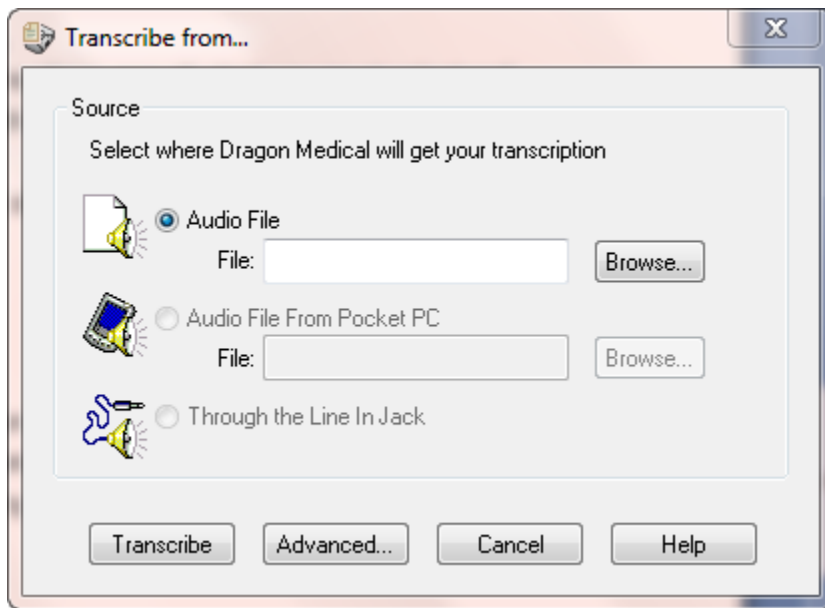 Transcribe from...
Source
Select where Dragon Medical will get your transcription
Audio File
File: Browse...
Audio File From Pocket PC
File: Browse...
Through the Line In Jack
Transcribe Advanced... Cancel Help